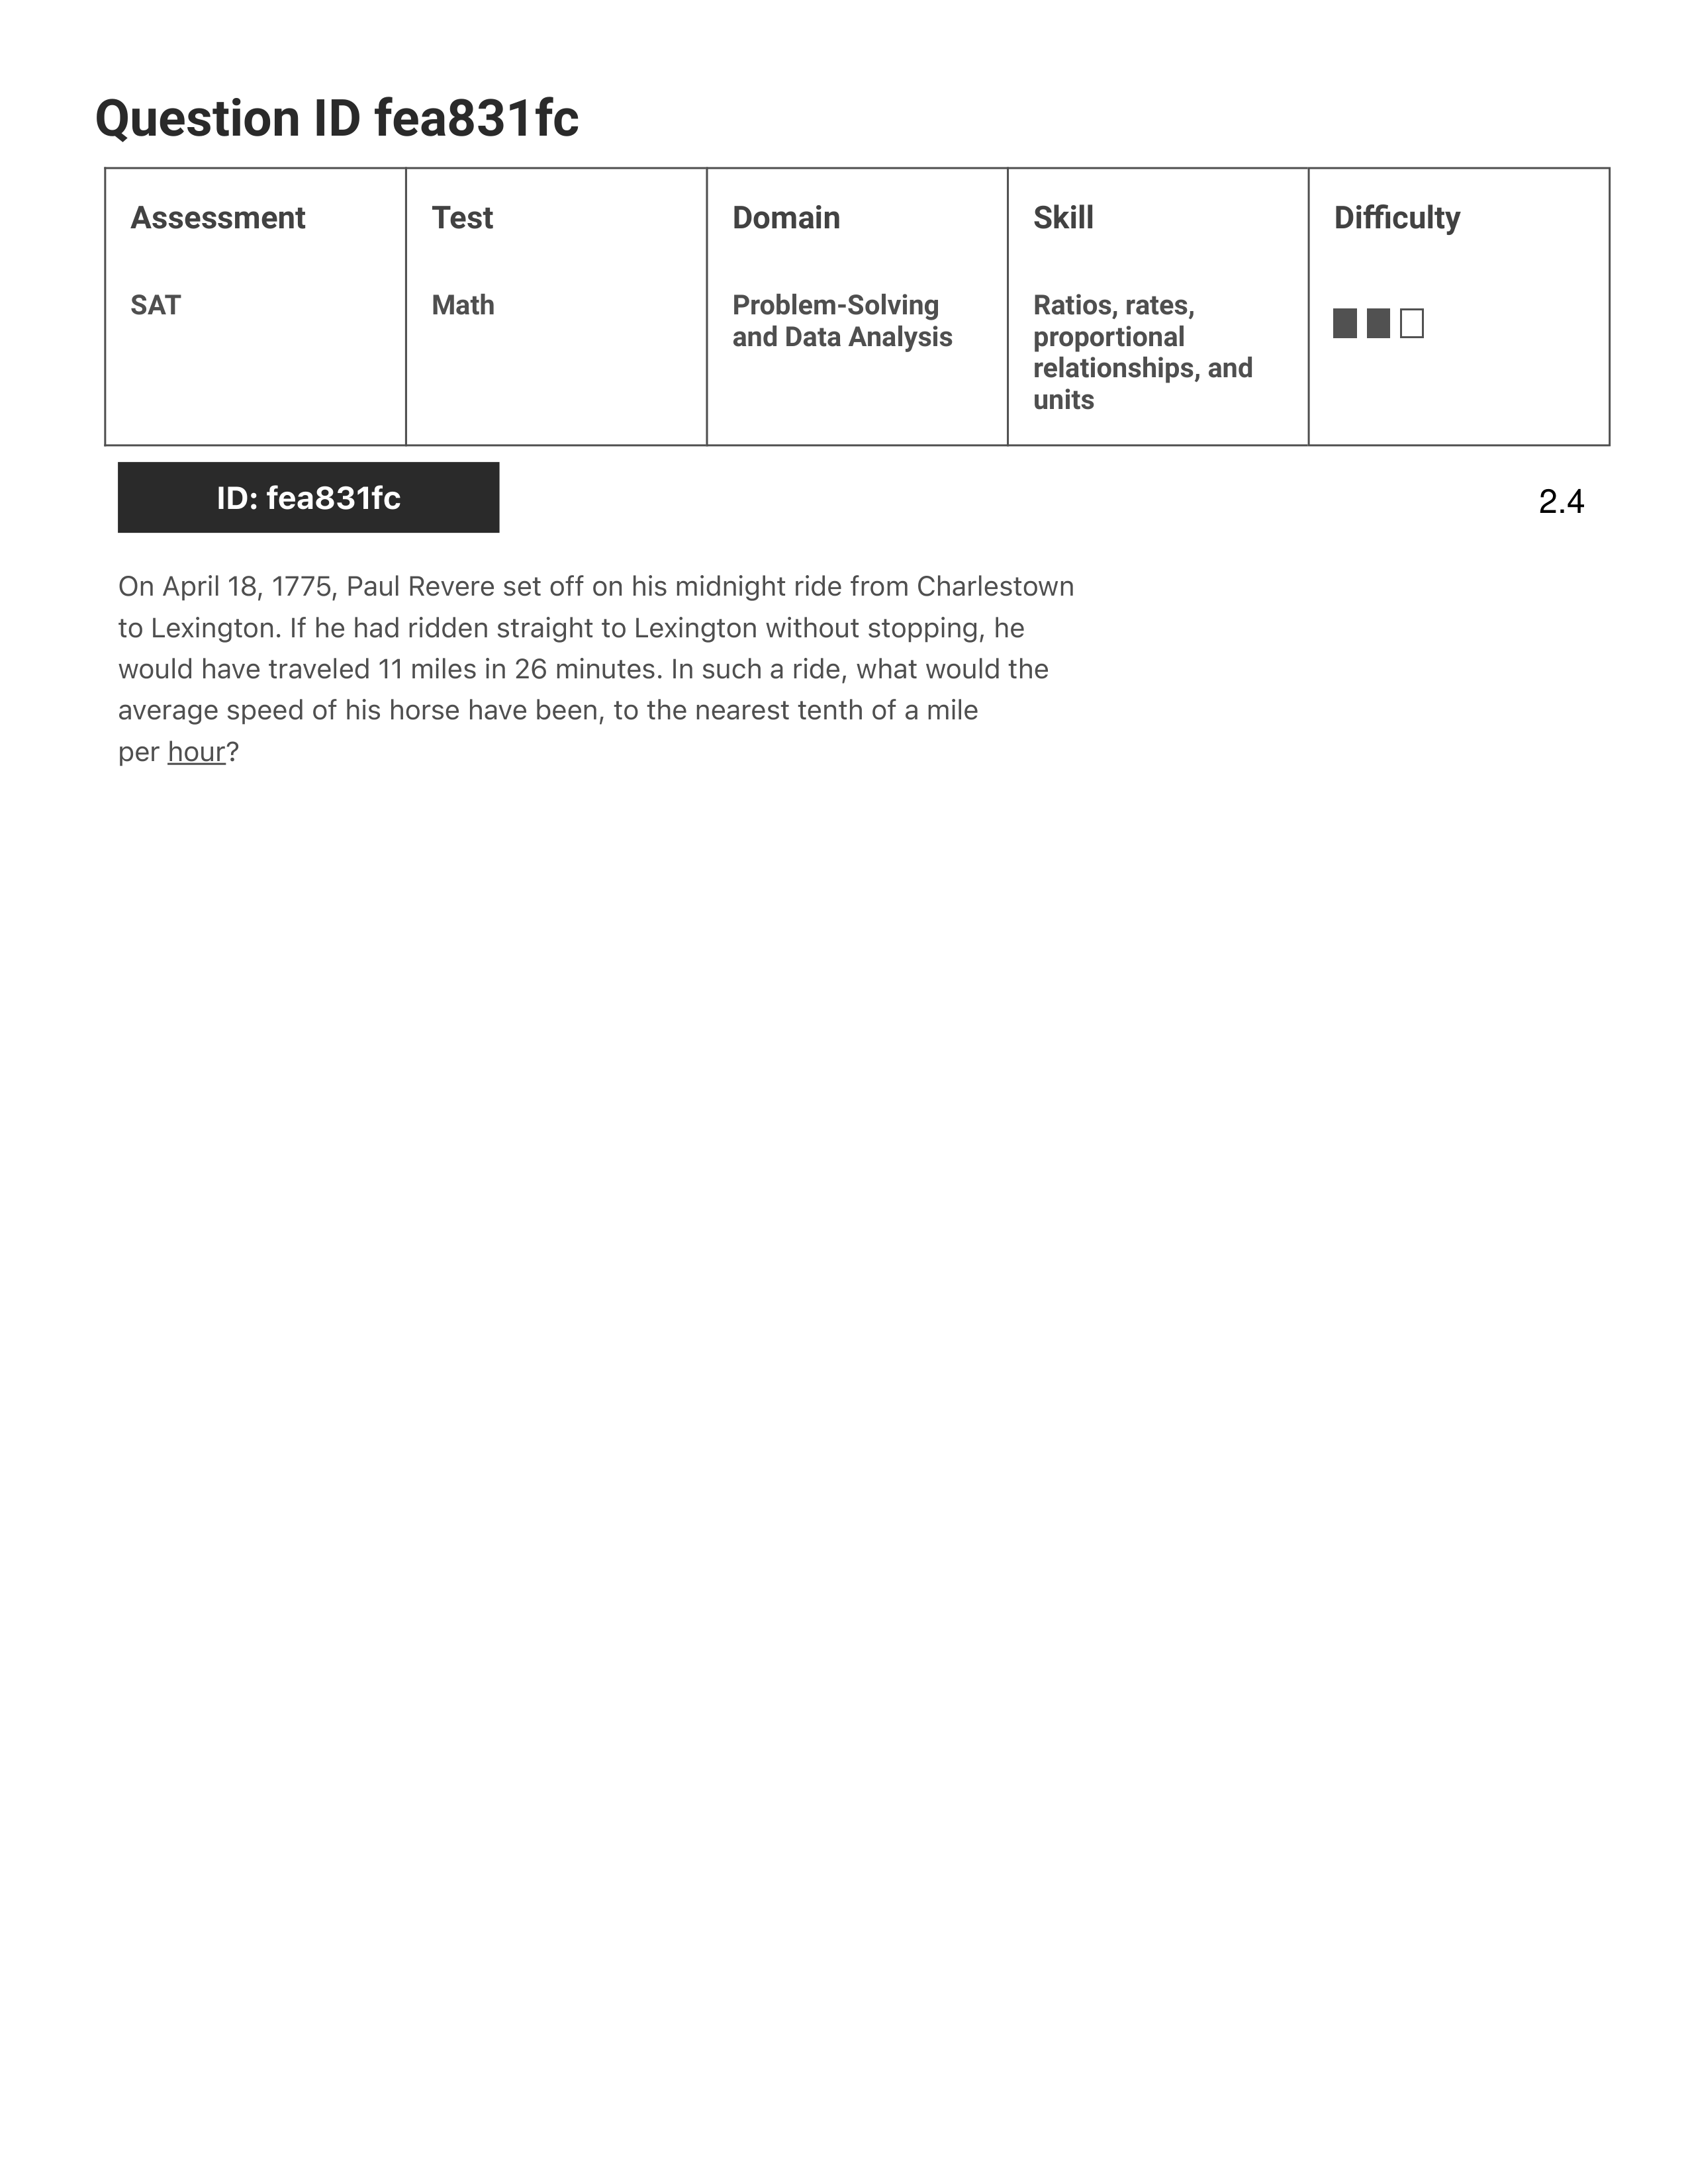 Question ID fea831fc
Assessment Test Domain Skill Difficulty
SAT Math Problem-Solving and Data Analysis Ratios, rates, proportional relationships, and units
ID: fea831fc
2.4
On April 18, 1775, Paul Revere set off on his midnight ride from Charlestown
to Lexington. If he had ridden straight to Lexington without stopping, he
would have traveled 11 miles in 26 minutes. In such a ride, what would the
average speed of his horse have been, to the nearest tenth of a mile
per hour?